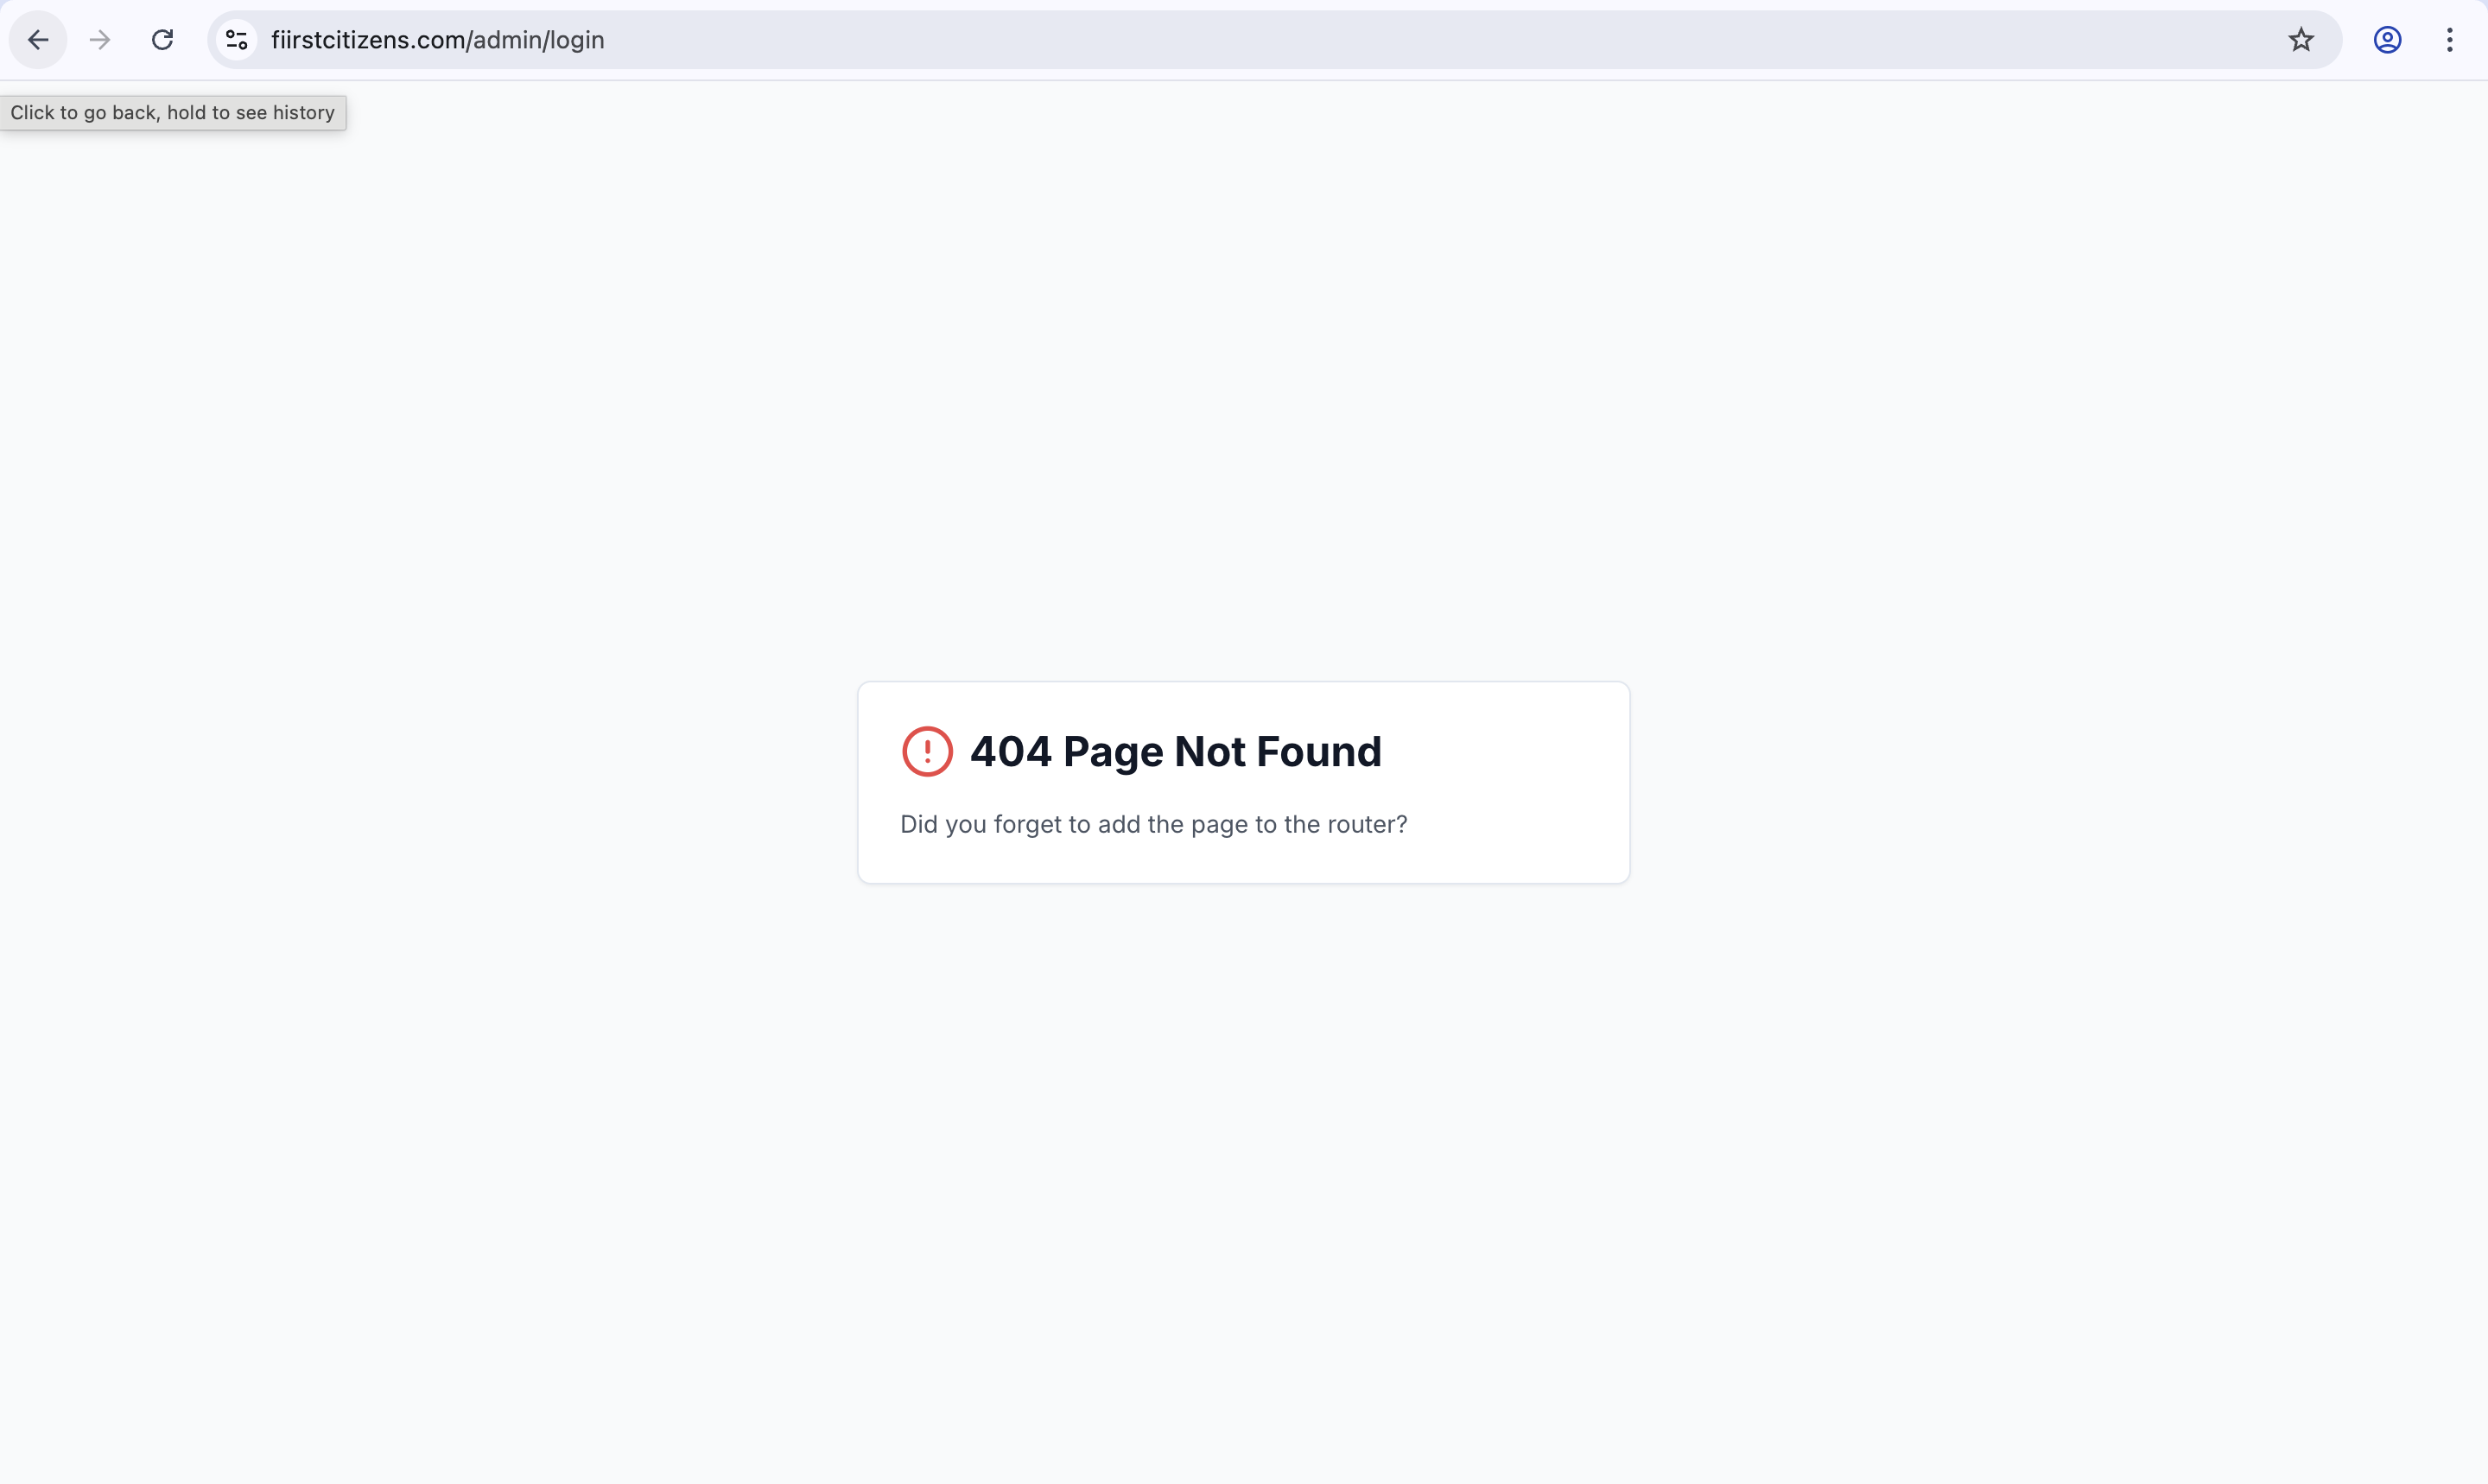 fiirstcitizens.com/admin/login
Click to go back, hold to see history
404 Page Not Found
Did you forget to add the page to the router?